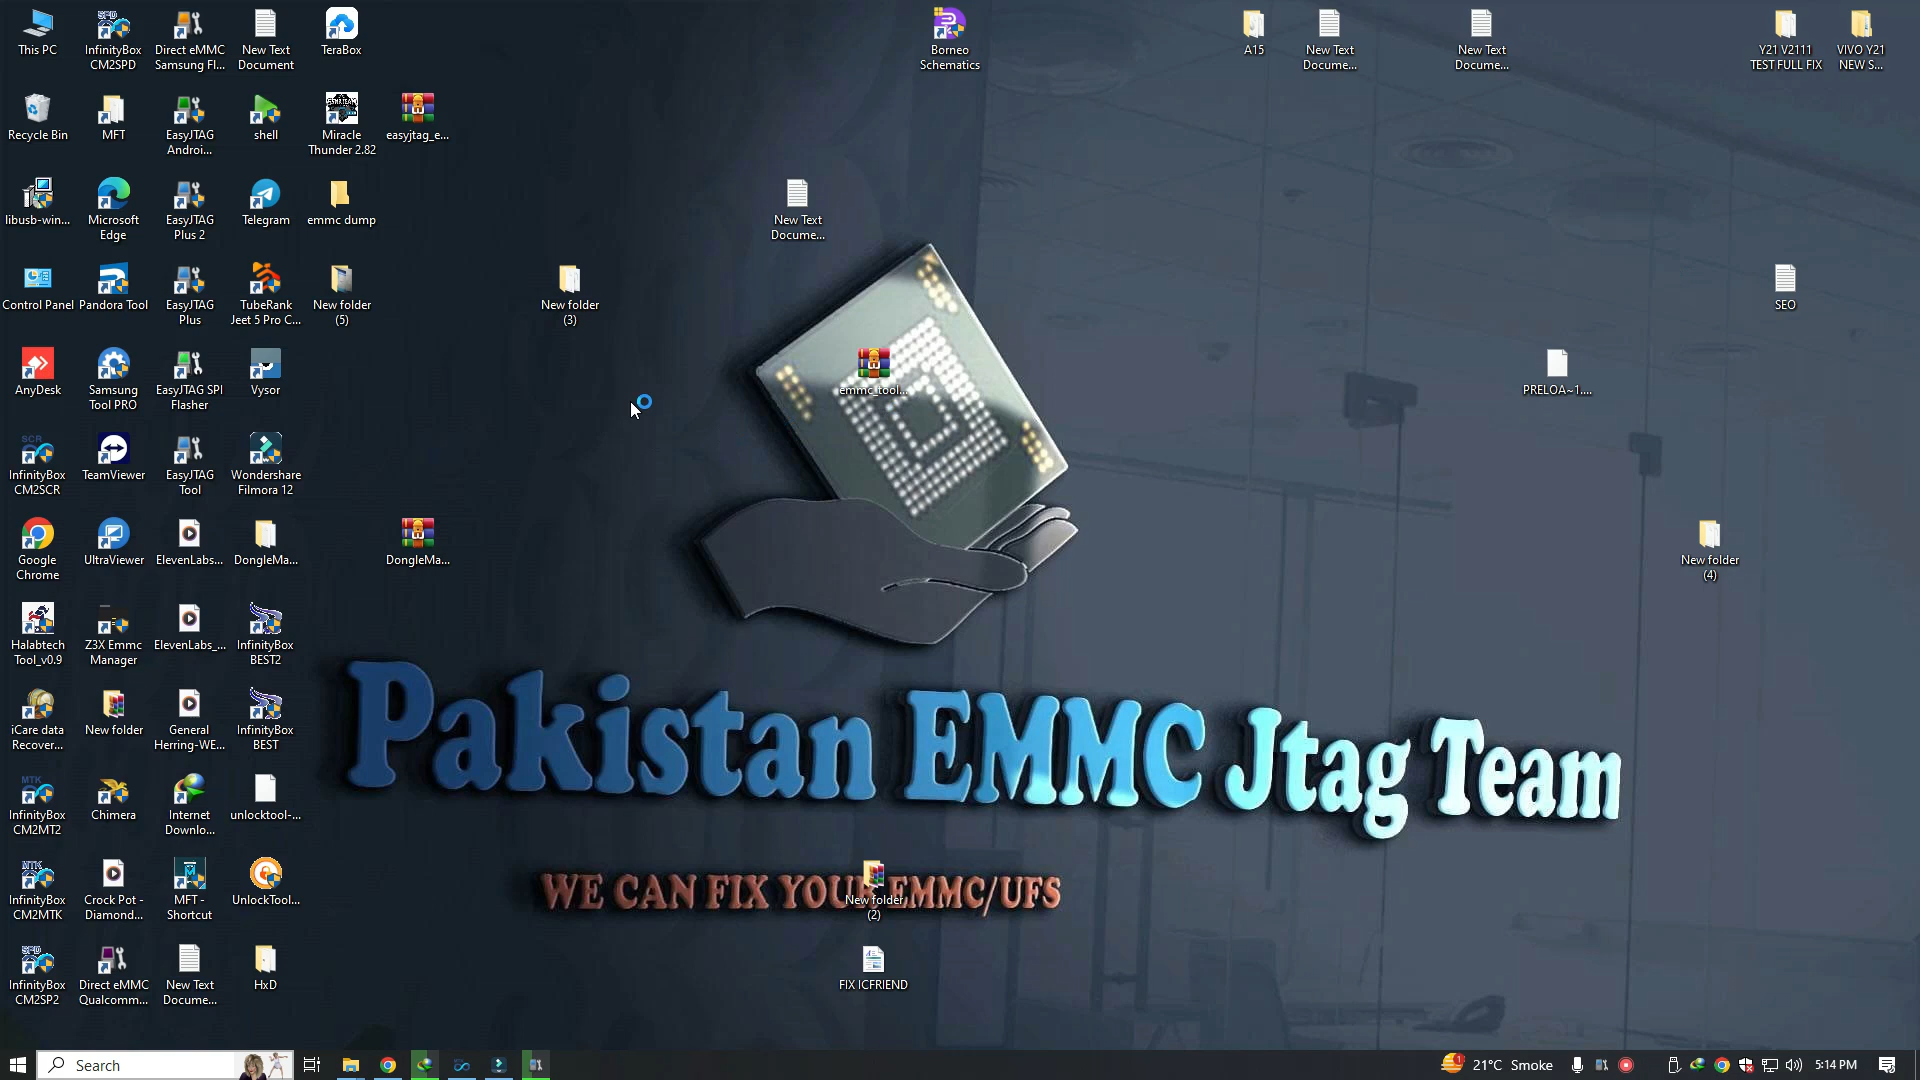 This PC
InfinityBox
CM2SPD
Direct eMMC
Samsung Fl...
New Text
Document
TeraBox
Borneo
Schematics
A15
New Text
Docume...
New Text
Docume...
Y21 V2111
TEST FULL FIX
VIVO Y21
NEW S...
Recycle Bin
MFT
EasyJTAG
Androi...
shell
Miracle
Thunder 2.82
easyjtag_e...
libusb-win...
Microsoft
Edge
EasyJTAG
Plus 2
Telegram
emmc dump
New Text
Docume...
Control Panel
Pandora Tool
EasyJTAG
Plus
TubeRank
Jeet 5 Pro C...
New folder
(5)
New folder
(3)
SEO
AnyDesk
Samsung
Tool PRO
EasyJTAG SPI
Flasher
Vysor
emmc_tool...
PRELOA~1....
InfinityBox
CM2SCR
TeamViewer
EasyJTAG
Tool
Wondershare
Filmora 12
Google
Chrome
UltraViewer
ElevenLabs...
DongleMa...
DongleMa...
New folder
(4)
Halabtech
Tool_v0.9
Z3X Emmc
Manager
ElevenLabs_...
InfinityBox
BEST2
iCare data
Recover...
New folder
General
Herring-WE...
InfinityBox
BEST
Pakistan EMMC Jtag Team
InfinityBox
CM2MT2
Chimera
Internet
Downlo...
unlocktool-...
InfinityBox
CM2MTK
Crock Pot -
Diamond...
MFT -
Shortcut
UnlockTool...
WE CAN FIX YOUR EMMC/UFS
New folder
(2)
InfinityBox
CM2SP2
Direct eMMC
Qualcomm...
New Text
Docume...
HxD
FIX ICFRIEND
Search
21°C Smoke
5:14 PM